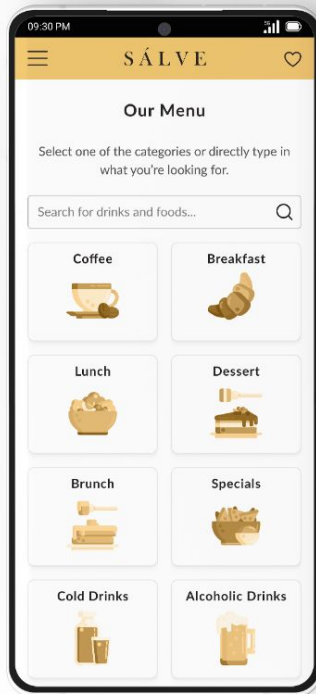 09:30 PM
5G
SÁLVE
Our Menu
Select one of the categories or directly type in
what you're looking for.
Search for drinks and foods...
Coffee
Breakfast
Lunch
Dessert
Brunch
Specials
Cold Drinks
Alcoholic Drinks